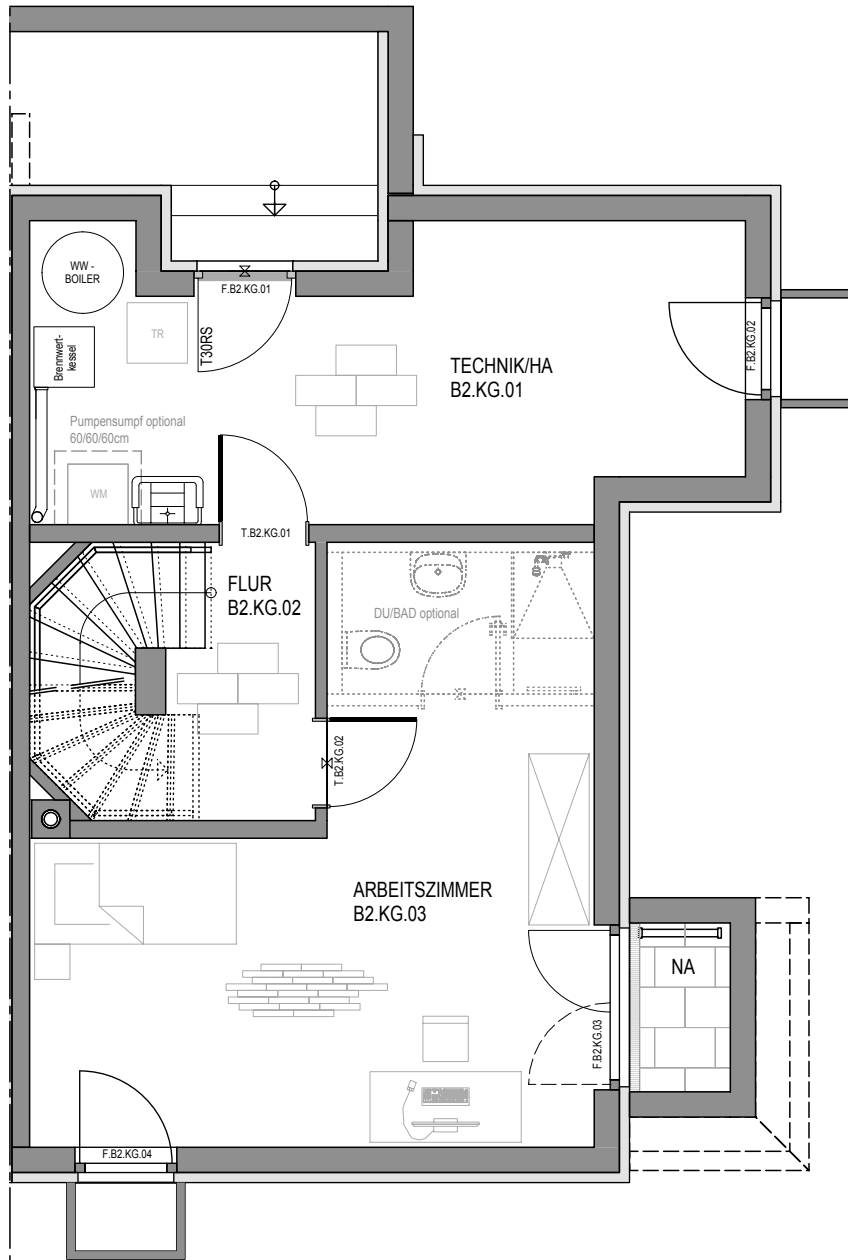 WW -
BOILER
F.B2.KG.01
TR
T30RS
Brennwert-
kessel
TECHNIK/HA
B2.KG.01
F.B2.KG.02
Pumpensumpf optional
60/60/60cm
WM
T.B2.KG.01
FLUR
B2.KG.02
DU/BAD optional
T.B2.KG.02
ARBEITSZIMMER
B2.KG.03
NA
F.B2.KG.03
F.B2.KG.04